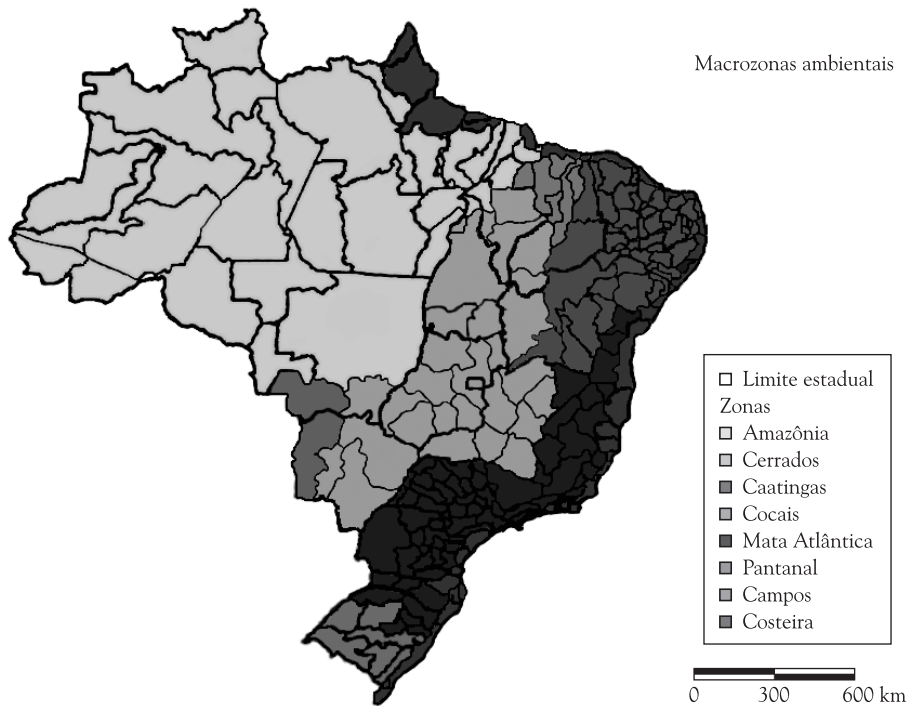 Macrozonas ambientais
Limite estadual
Zonas
Amazônia
Cerrados
Caatingas
Cocais
Mata Atlântica
Pantanal
Campos
Costeira
0 300 600 km